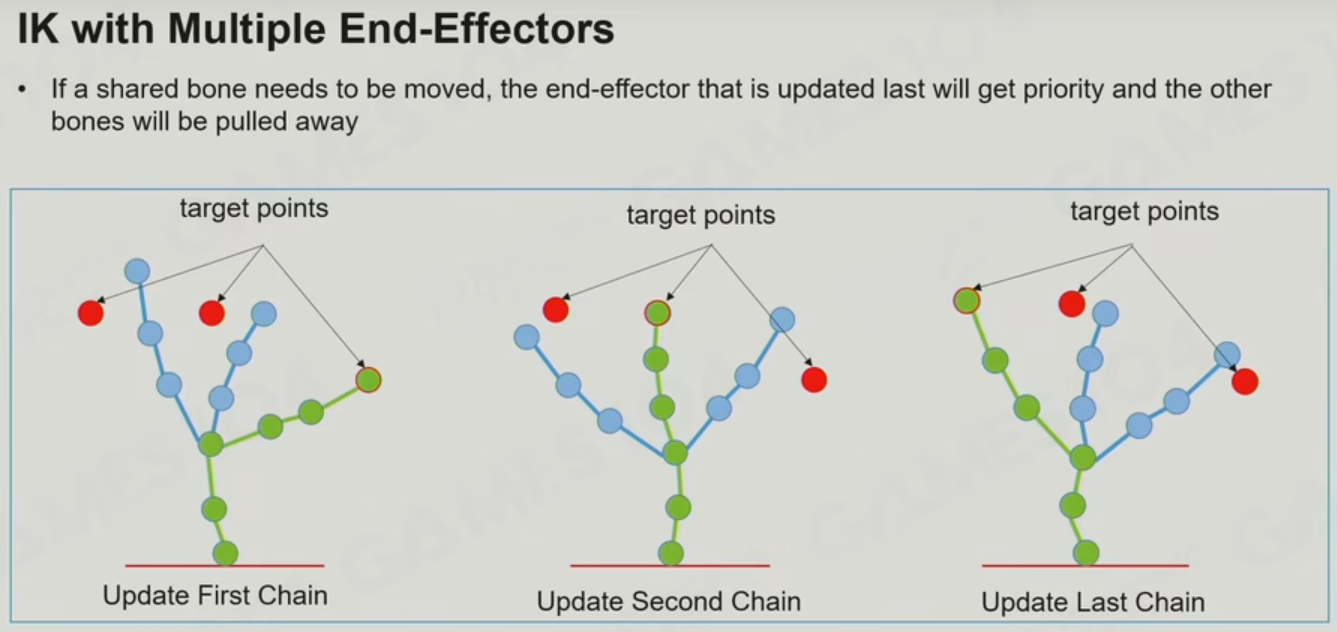 IK with Multiple End-Effectors
• If a shared bone needs to be moved, the end-effector that is updated last will get priority and the other
bones will be pulled away
target points
target points
target points
Update First Chain
Update Second Chain
Update Last Chain